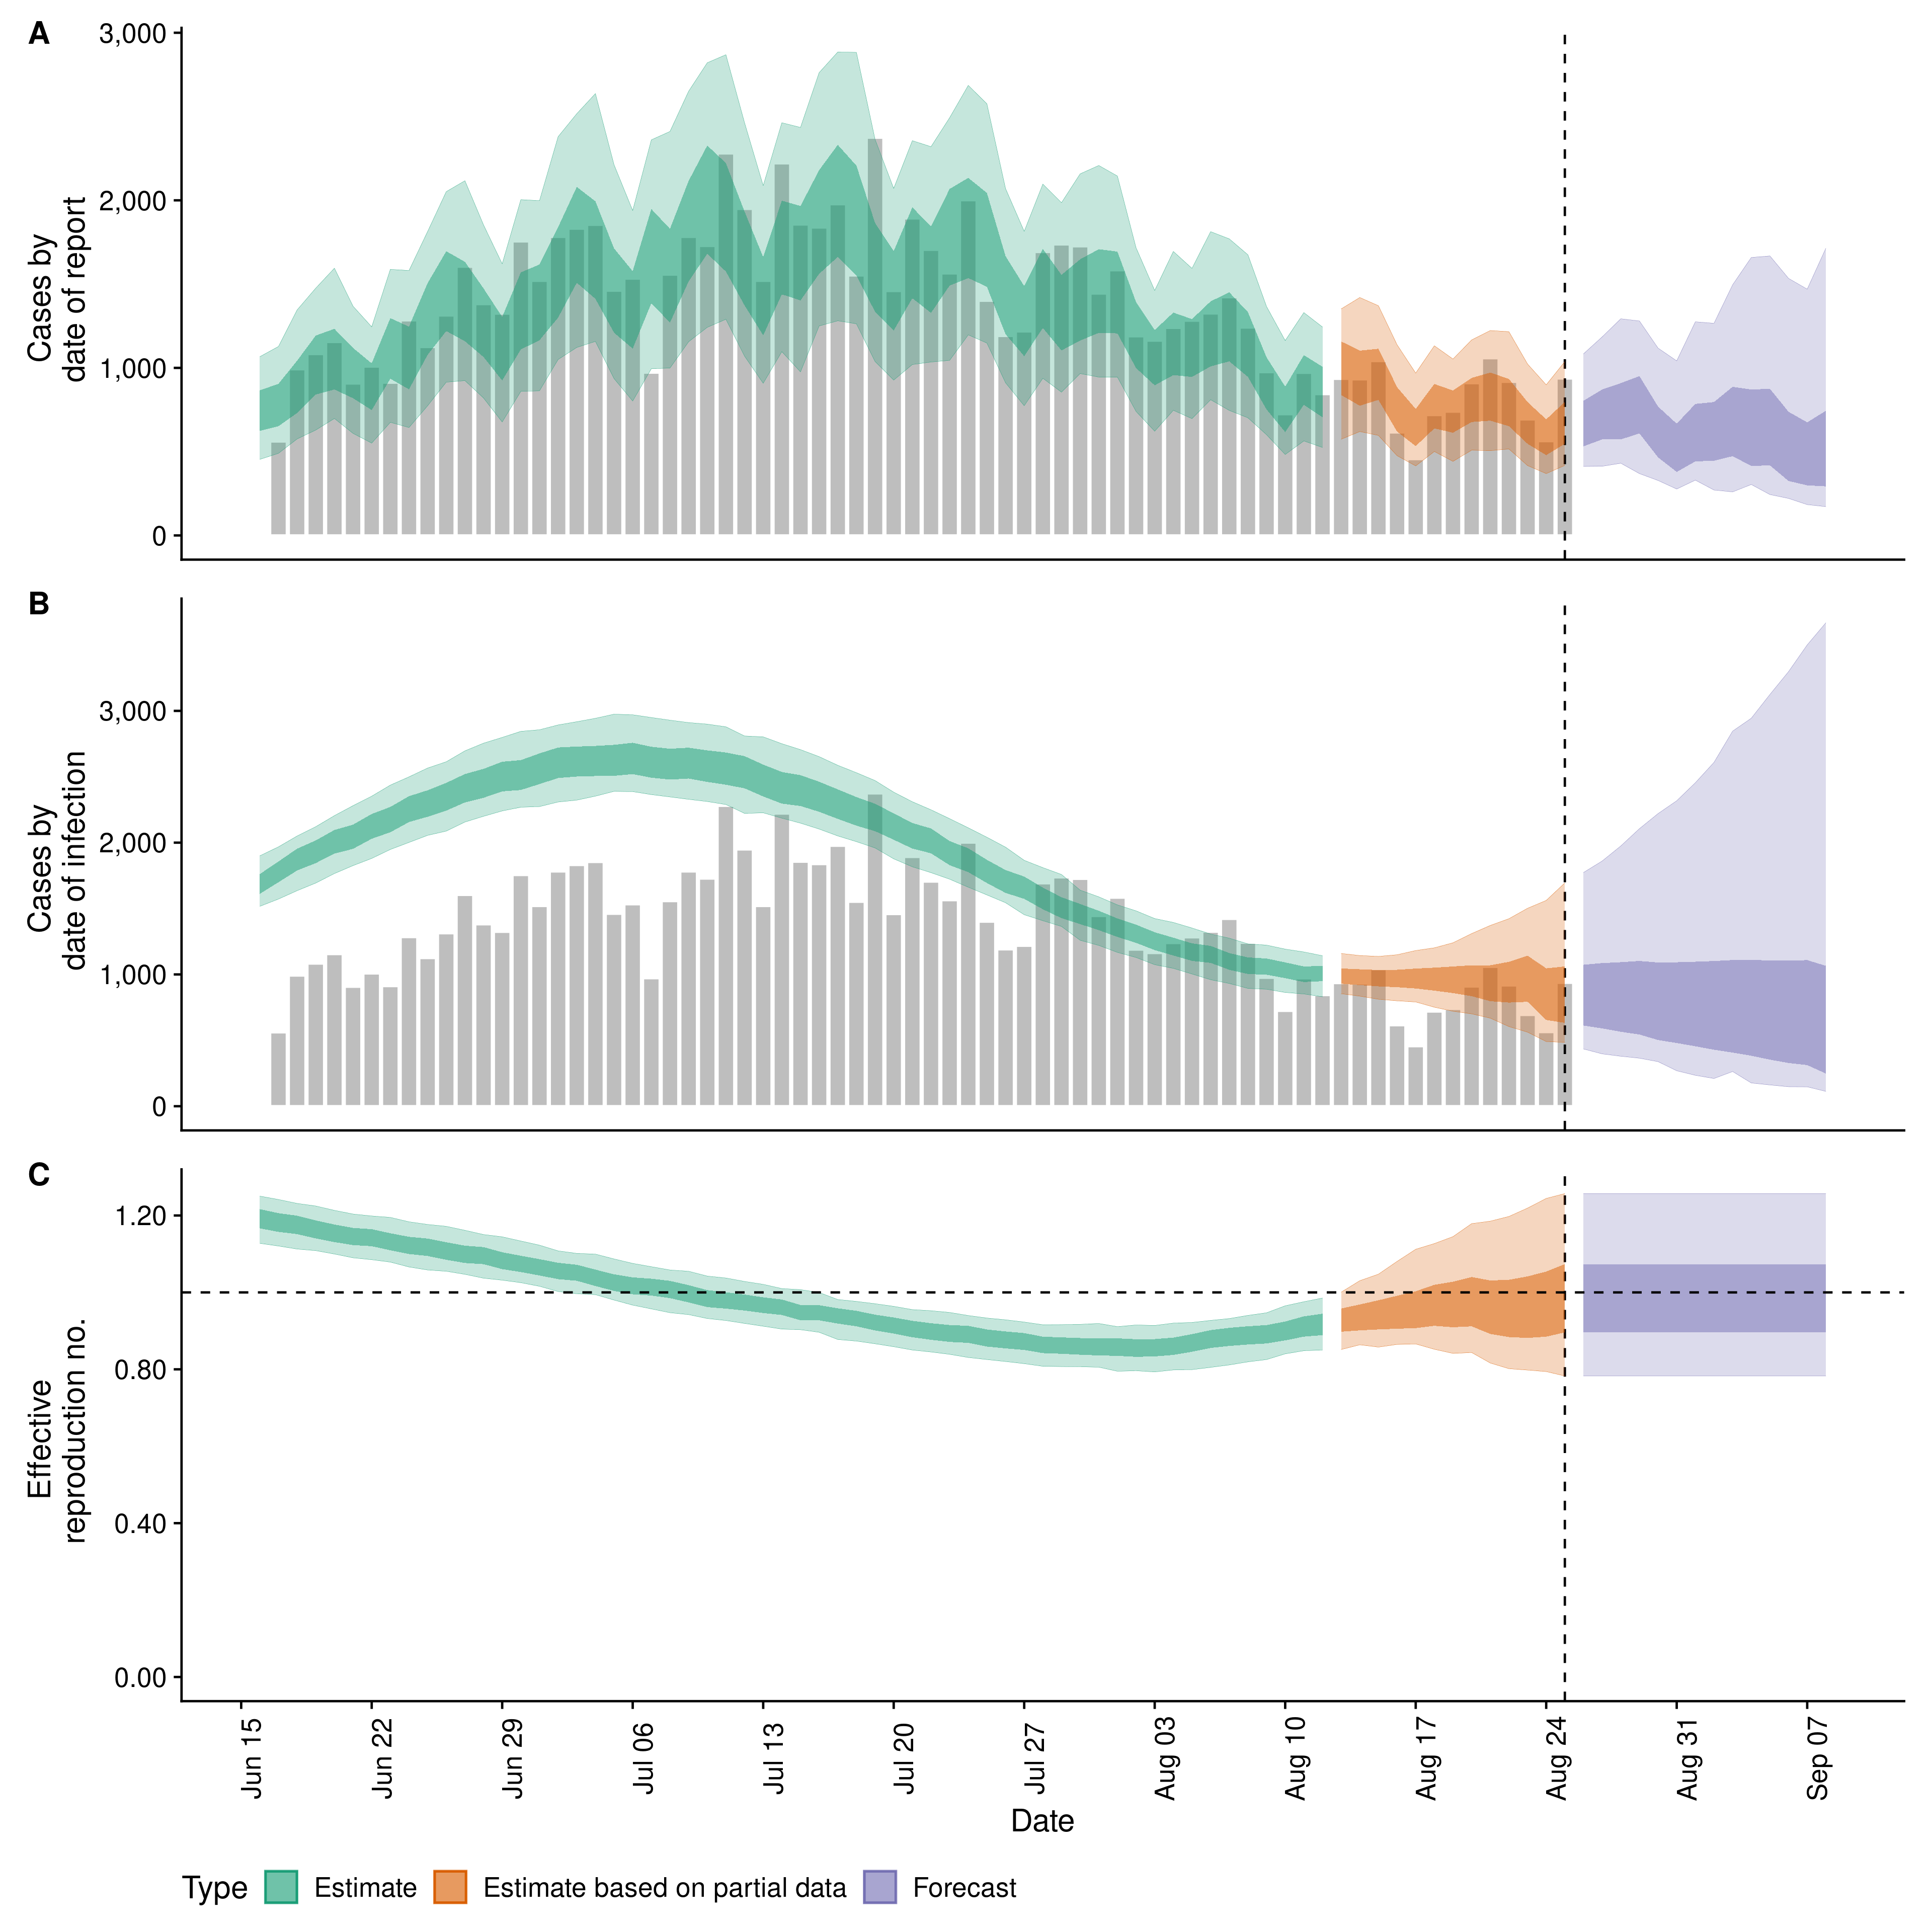 A
3,000
2,000
1,000
0
Cases by
date of report
B
3,000
2,000
1,000
0
Cases by
date of infection
C
1.20
0.80
0.40
0.00
Effective
reproduction no.
Jun 15
Jun 22
Jun 29
Jul 06
Jul 13
Jul 20
Jul 27
Aug 03
Aug 10
Aug 17
Aug 24
Aug 31
Sep 07
Date
Type
Estimate
Estimate based on partial data
Forecast